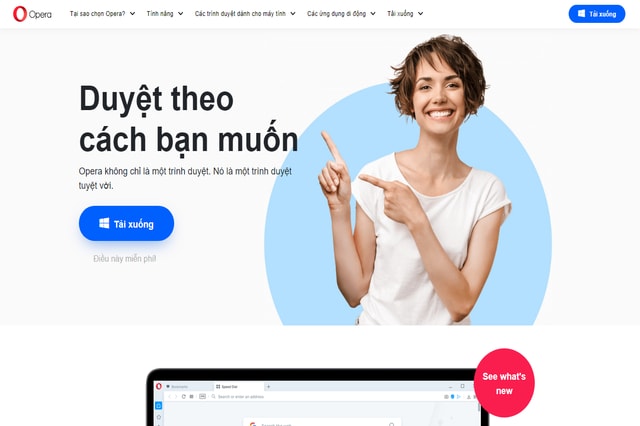 Opera
Tại sao chọn Opera?
Tính năng
Các trình duyệt dành cho máy tính
Các ứng dụng di động
Tải xuống
Tải xuống
Duyệt theo
cách bạn muốn
Opera không chỉ là một trình duyệt. Nó là một trình duyệt
tuyệt vời.
Tải xuống
Điều này miễn phí!
See what's
new
Bookmarks
Speed Dial
Search or enter an address